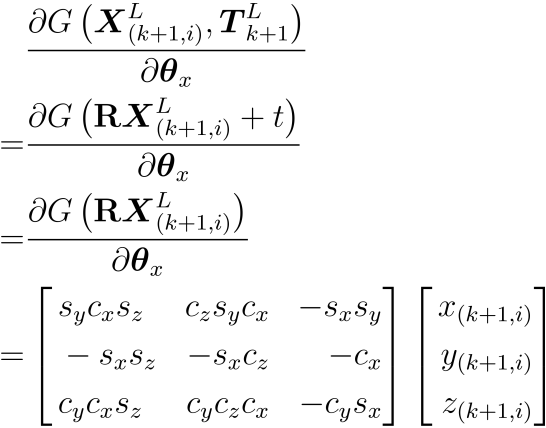 ∂G (X^L_{(k+1,i)}, T^L_{k+1}) / ∂θ_x
= ∂G (RX^L_{(k+1,i)} + t) / ∂θ_x
= ∂G (RX^L_{(k+1,i)}) / ∂θ_x
= [ s_y c_x s_z   c_z s_y c_x   −s_x s_y ] [ x_{(k+1,i)} ]
[ − s_x s_z   −s_x c_z   −c_x ] [ y_{(k+1,i)} ]
[ c_y c_x s_z   c_y c_z c_x   −c_y s_x ] [ z_{(k+1,i)} ]